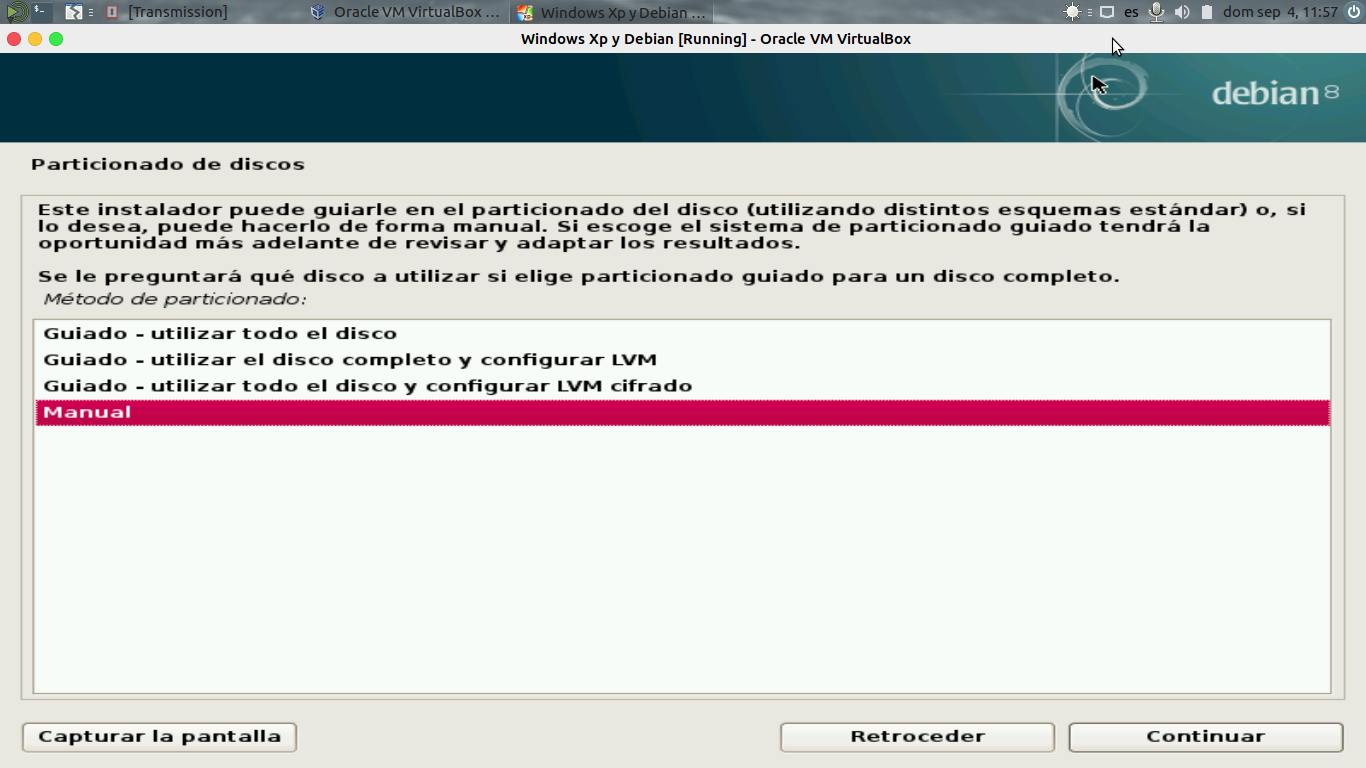 [Transmission]
Oracle VM VirtualBox ...
Windows Xp y Debian ...
es
dom sep 4, 11:57
Windows Xp y Debian [Running] - Oracle VM VirtualBox
debian 8
Particionado de discos
Este instalador puede guiarle en el particionado del disco (utilizando distintos esquemas estándar) o, si
lo desea, puede hacerlo de forma manual. Si escoge el sistema de particionado guiado tendrá la
oportunidad más adelante de revisar y adaptar los resultados.
Se le preguntará qué disco a utilizar si elige particionado guiado para un disco completo.
Método de particionado:
Guiado - utilizar todo el disco
Guiado - utilizar el disco completo y configurar LVM
Guiado - utilizar todo el disco y configurar LVM cifrado
Manual
Capturar la pantalla
Retroceder
Continuar